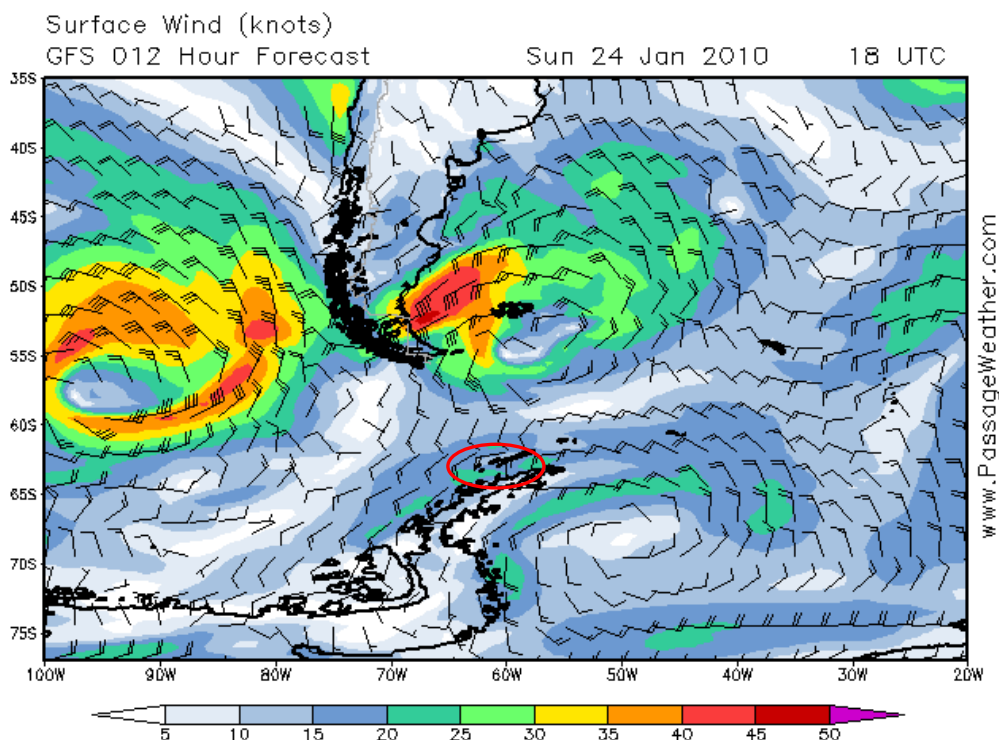 Surface Wind (knots)
GFS 012 Hour Forecast Sun 24 Jan 2010 18 UTC
35S
40S
45S
50S
55S
60S
65S
70S
75S
100W 90W 80W 70W 60W 50W 40W 30W 20W
5 10 15 20 25 30 35 40 45 50
www.PassageWeather.com